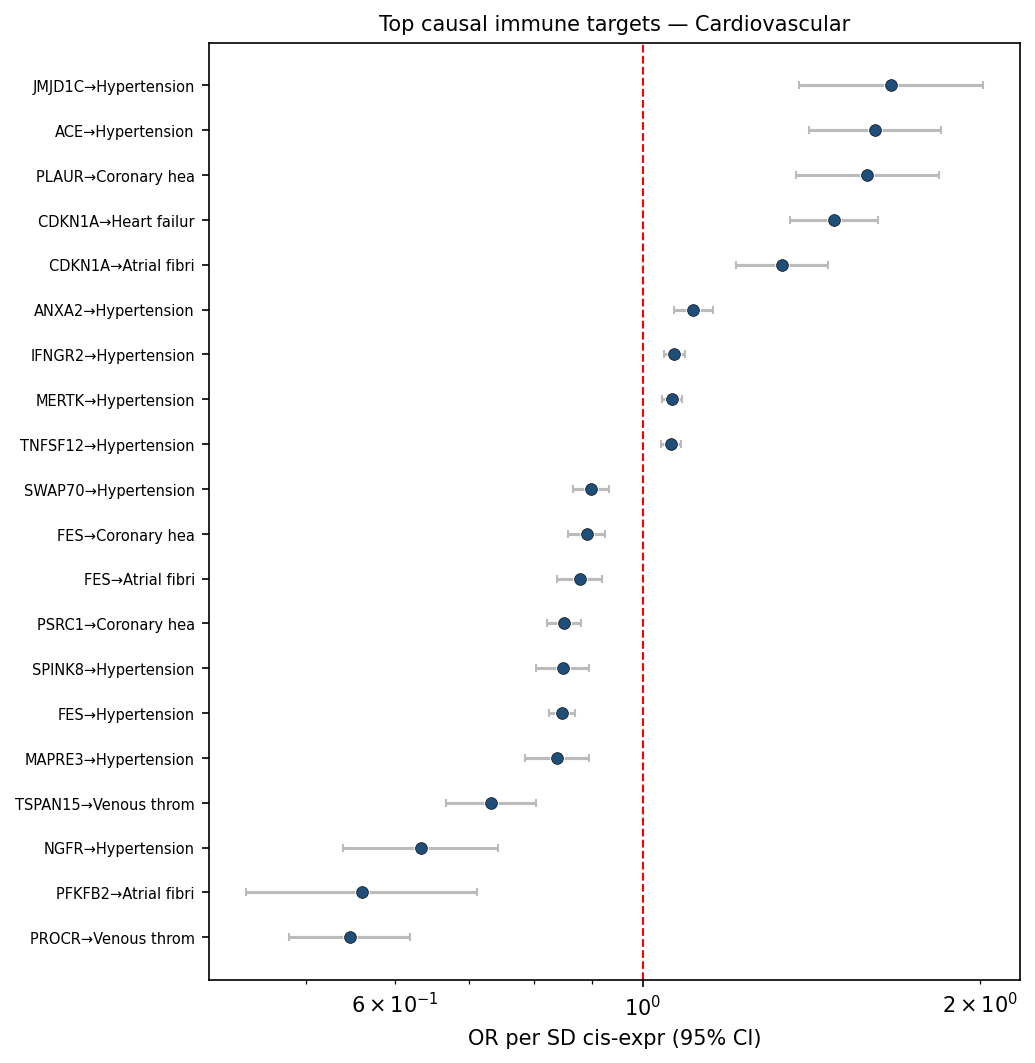 Top causal immune targets — Cardiovascular
JMJD1C→Hypertension
ACE→Hypertension
PLAUR→Coronary hea
CDKN1A→Heart failur
CDKN1A→Atrial fibri
ANXA2→Hypertension
IFNGR2→Hypertension
MERTK→Hypertension
TNFSF12→Hypertension
SWAP70→Hypertension
FES→Coronary hea
FES→Atrial fibri
PSRC1→Coronary hea
SPINK8→Hypertension
FES→Hypertension
MAPRE3→Hypertension
TSPAN15→Venous throm
NGFR→Hypertension
PFKFB2→Atrial fibri
PROCR→Venous throm
6 × 10⁻¹ 10⁰ 2 × 10⁰
OR per SD cis-expr (95% CI)